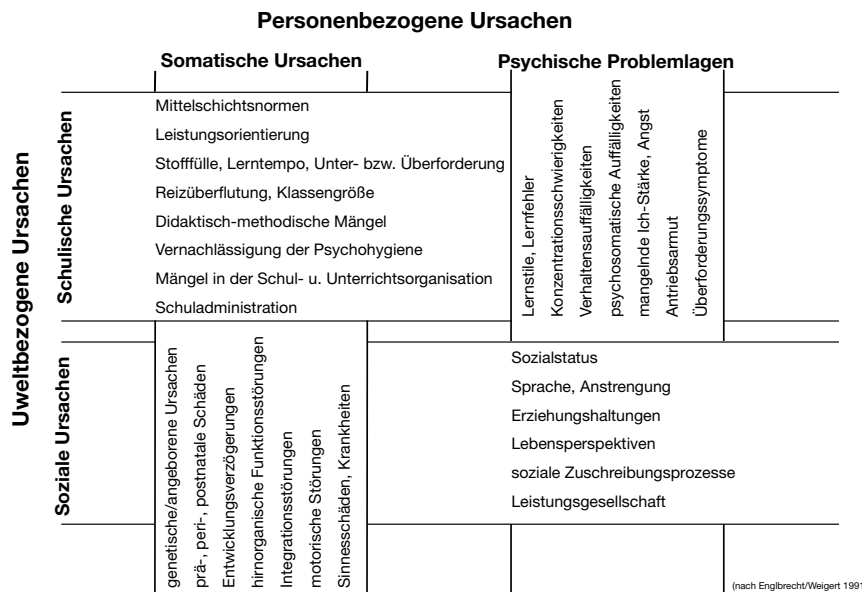 Personenbezogene Ursachen
Somatische Ursachen
Psychische Problemlagen
Uweltbezogene Ursachen
Schulische Ursachen
Mittelschichtsnormen
Leistungsorientierung
Stofffülle, Lerntempo, Unter- bzw. Überforderung
Reizüberflutung, Klassengröße
Didaktisch-methodische Mängel
Vernachlässigung der Psychohygiene
Mängel in der Schul- u. Unterrichtsorganisation
Schuladministration
Lernstile, Lernfehler
Konzentrationsschwierigkeiten
Verhaltensauffälligkeiten
psychosomatische Auffälligkeiten
mangelnde Ich-Stärke, Angst
Antriebsarmut
Überforderungssymptome
Soziale Ursachen
genetische/angeborene Ursachen
prä-, peri-, postnatale Schäden
Entwicklungsverzögerungen
hirnorganische Funktionsstörungen
Integrationsstörungen
motorische Störungen
Sinnesschäden, Krankheiten
Sozialstatus
Sprache, Anstrengung
Erziehungshaltungen
Lebensperspektiven
soziale Zuschreibungsprozesse
Leistungsgesellschaft
(nach Englbrecht/Weigert 1991